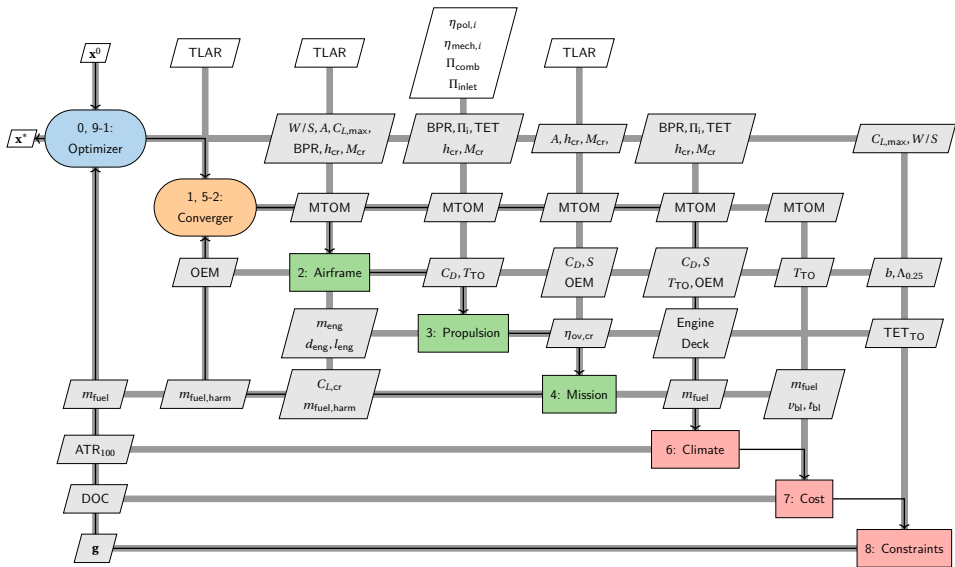 η_pol,i
η_mech,i
Π_comb
Π_inlet
x⁰
TLAR
TLAR
TLAR
x*
0, 9-1:
Optimizer
W/S, A, C_L,max,
BPR, h_cr, M_cr
BPR, Π_i, TET
h_cr, M_cr
A, h_cr, M_cr,
BPR, Π_i, TET
h_cr, M_cr
C_L,max, W/S
1, 5-2:
Converger
MTOM
MTOM
MTOM
MTOM
MTOM
OEM
2: Airframe
C_D, T_TO
C_D, S
OEM
C_D, S
T_TO, OEM
T_TO
b, Λ_0.25
m_eng
d_eng, l_eng
3: Propulsion
η_ov,cr
Engine
Deck
TET_TO
m_fuel
m_fuel,harm
C_L,cr
m_fuel,harm
4: Mission
m_fuel
m_fuel
v_bl, t_bl
ATR_100
6: Climate
DOC
7: Cost
g
8: Constraints